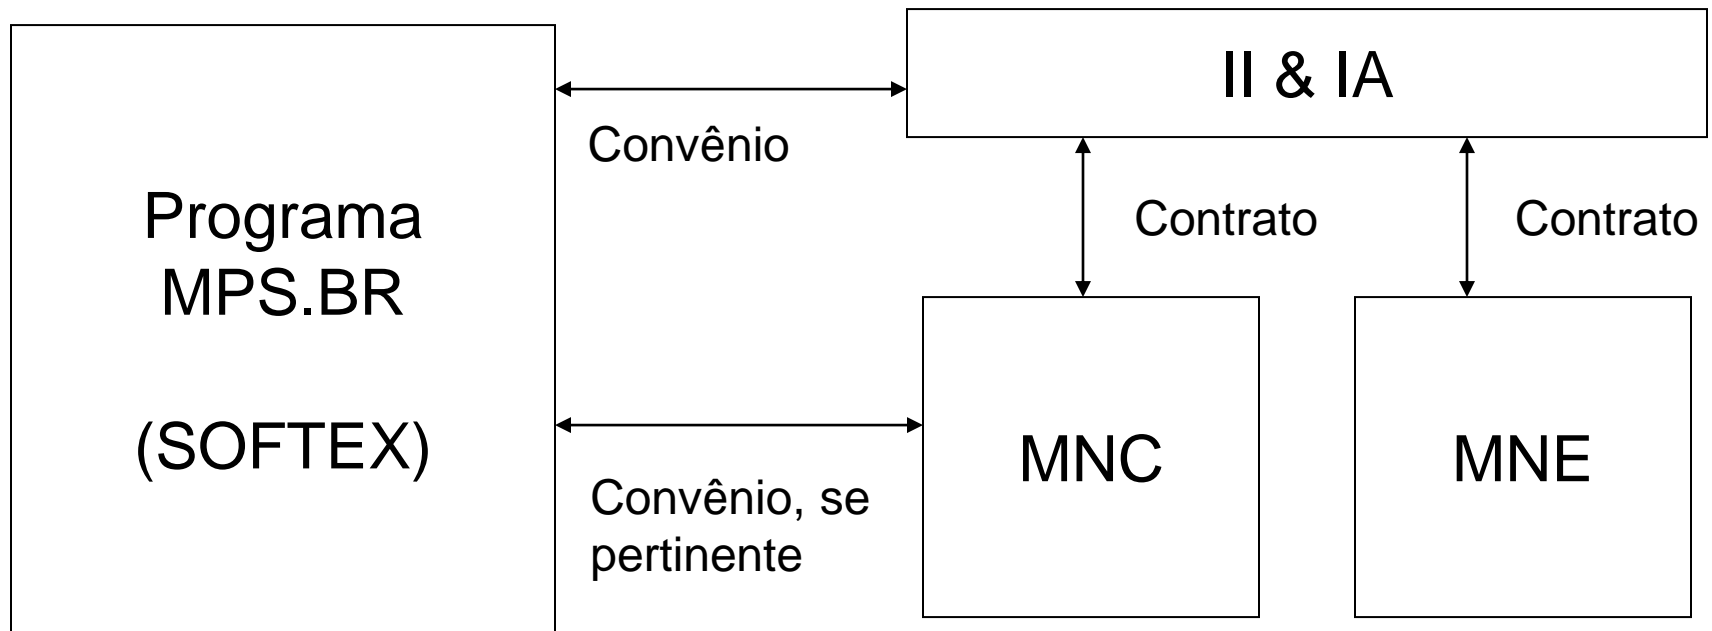 Programa
MPS.BR
(SOFTEX)
Convênio
II & IA
Contrato
Contrato
Convênio, se
pertinente
MNC
MNE